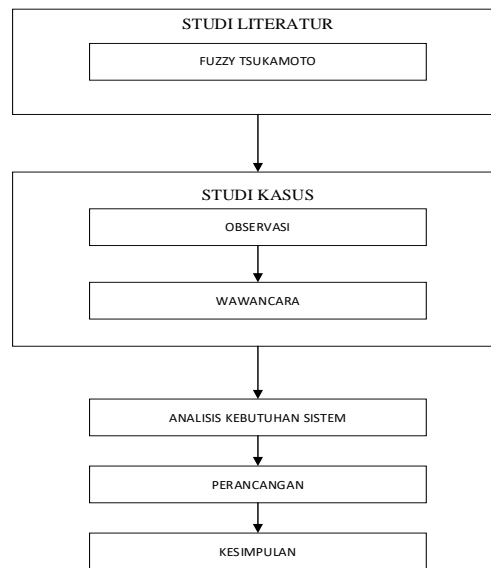 STUDI LITERATUR
FUZZY TSUKAMOTO
STUDI KASUS
OBSERVASI
WAWANCARA
ANALISIS KEBUTUHAN SISTEM
PERANCANGAN
KESIMPULAN